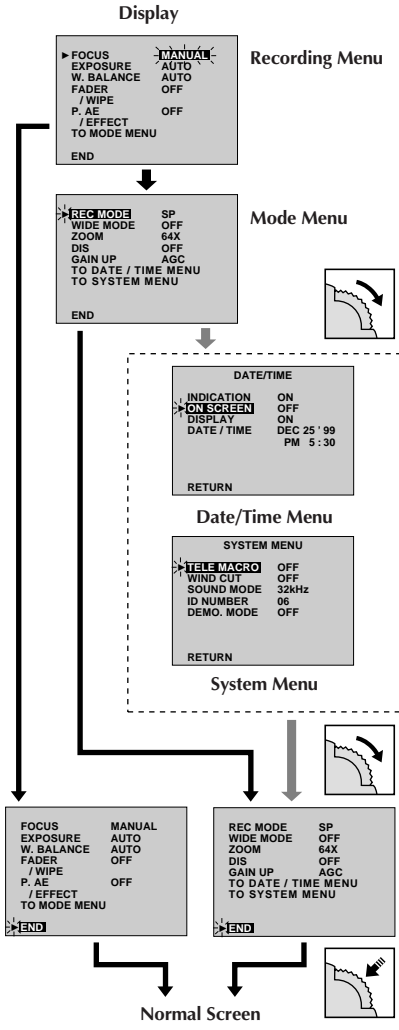 Display
Recording Menu
►FOCUS MANUAL
EXPOSURE AUTO
W. BALANCE AUTO
FADER OFF
/ WIPE
P. AE OFF
/ EFFECT
TO MODE MENU
END
Mode Menu
►REC MODE SP
WIDE MODE OFF
ZOOM 64X
DIS OFF
GAIN UP AGC
TO DATE / TIME MENU
TO SYSTEM MENU
END
DATE/TIME
INDICATION ON
►ON SCREEN OFF
DISPLAY ON
DATE / TIME DEC 25 ' 99
PM 5 : 30
RETURN
Date/Time Menu
SYSTEM MENU
►TELE MACRO OFF
WIND CUT OFF
SOUND MODE 32kHz
ID NUMBER 06
DEMO. MODE OFF
RETURN
System Menu
FOCUS MANUAL
EXPOSURE AUTO
W. BALANCE AUTO
FADER OFF
/ WIPE
P. AE OFF
/ EFFECT
TO MODE MENU
►END
REC MODE SP
WIDE MODE OFF
ZOOM 64X
DIS OFF
GAIN UP AGC
TO DATE / TIME MENU
TO SYSTEM MENU
►END
Normal Screen